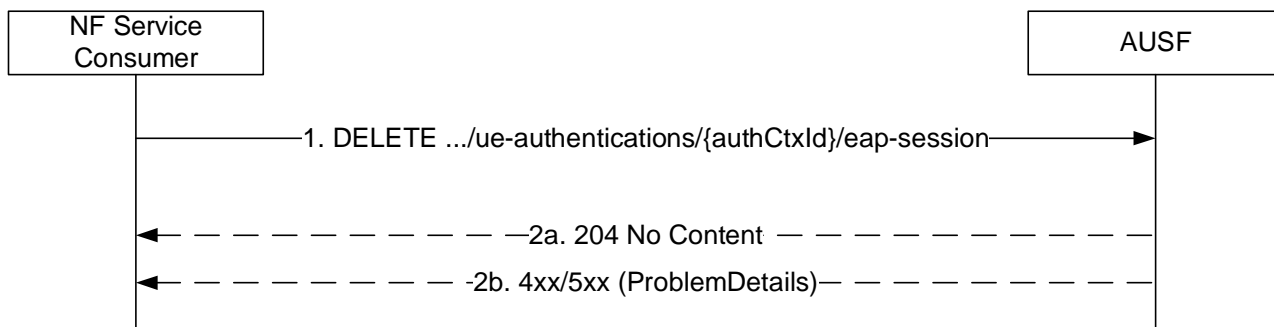 NF Service
Consumer
AUSF
1. DELETE .../ue-authentications/{authCtxId}/eap-session
2a. 204 No Content
2b. 4xx/5xx (ProblemDetails)